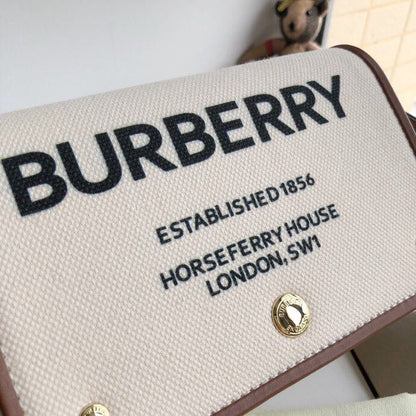 BURBERRY
ESTABLISHED 1856
HORSEFERRY HOUSE
LONDON, SW1